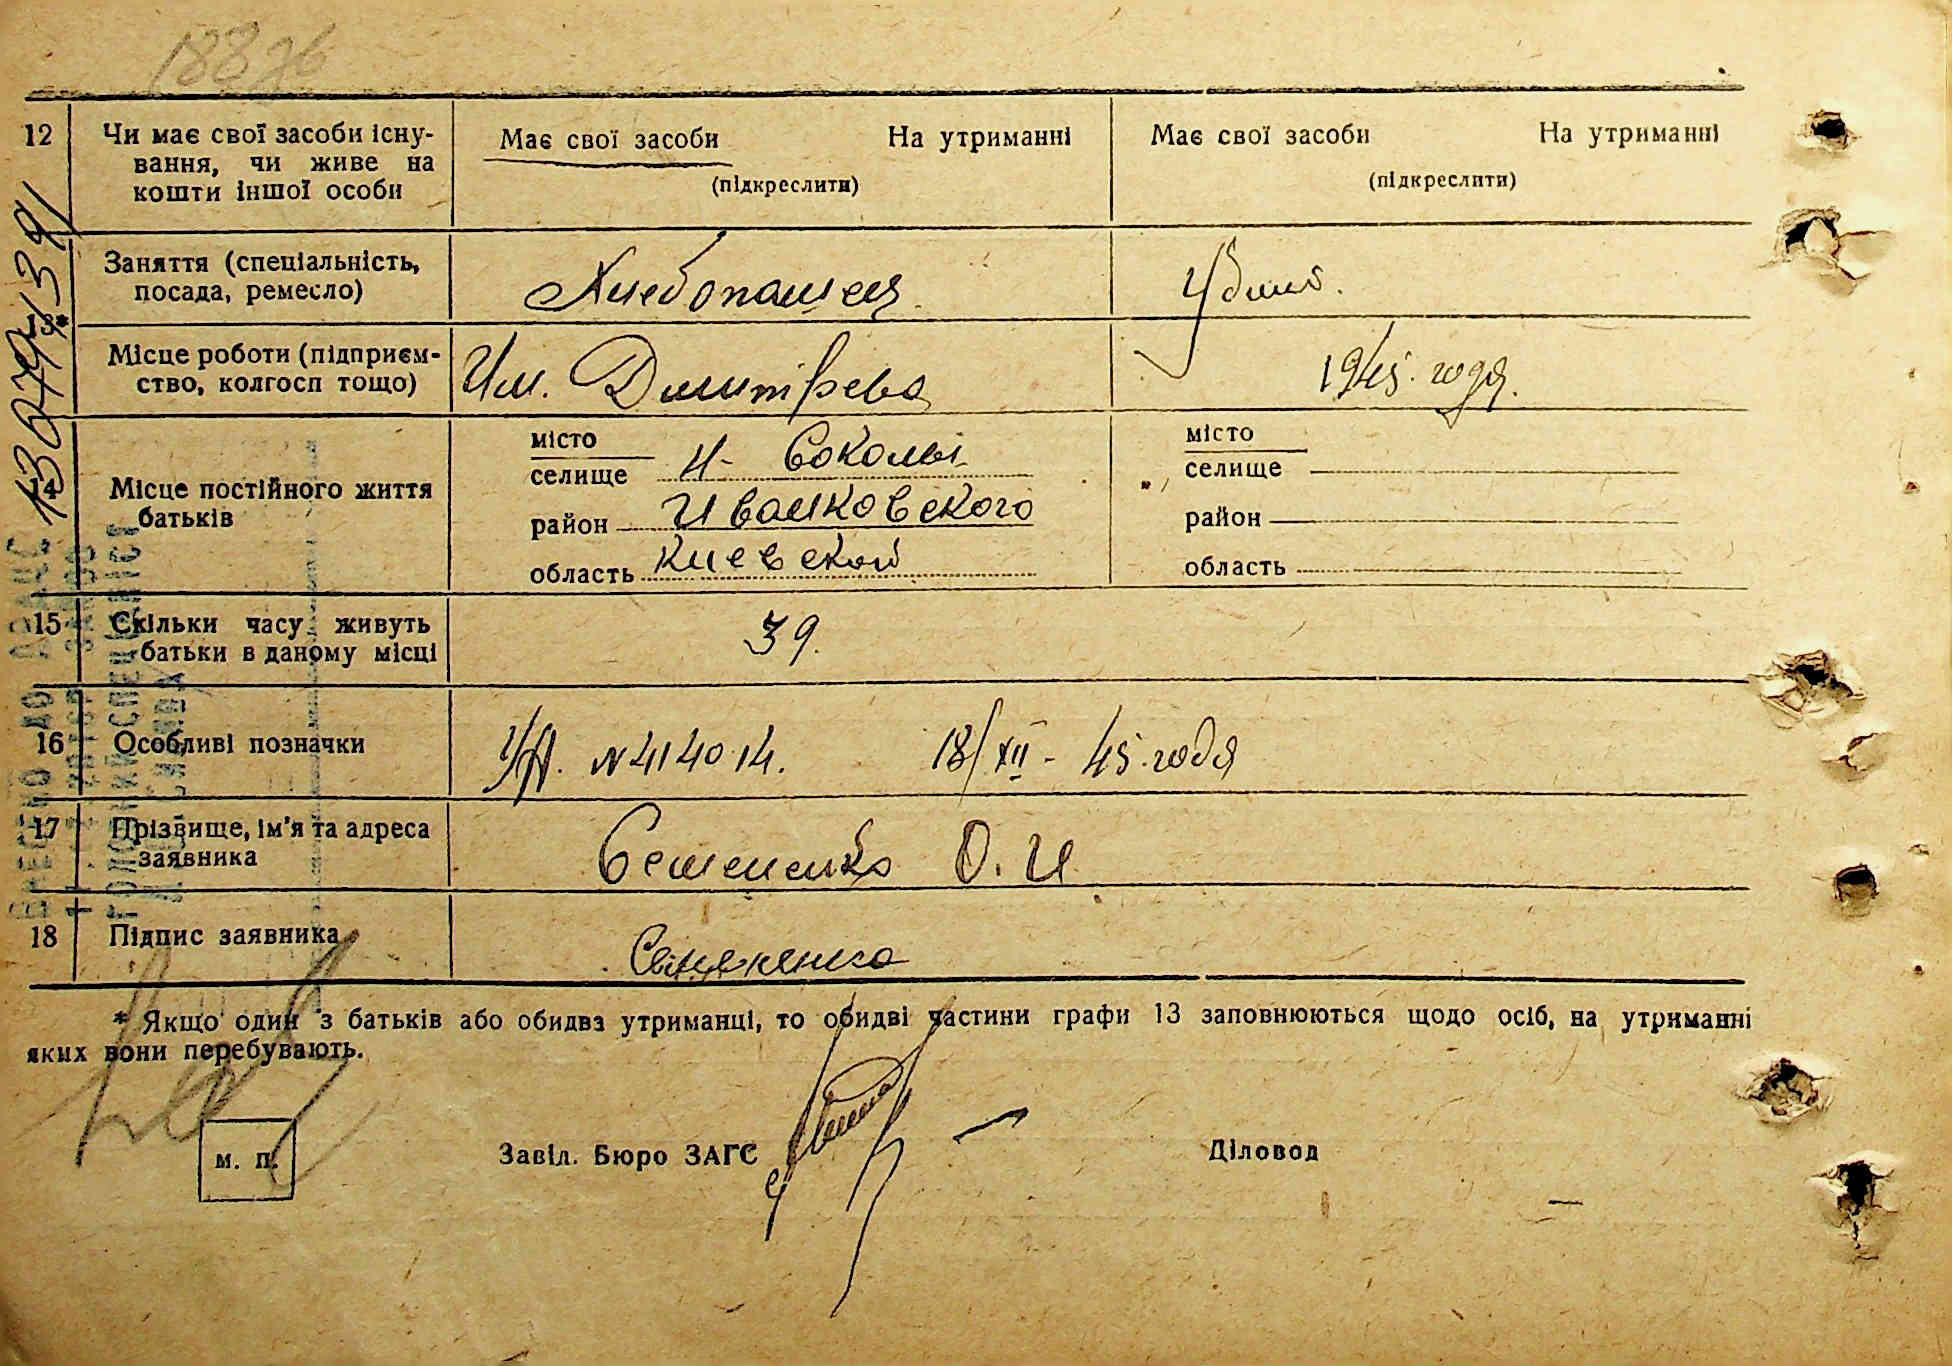 12 Чи має свої засоби існу-
вання, чи живе на
кошти іншої особи
Має свої засоби На утриманні
(підкреслити)
Має свої засоби На утриманні
(підкреслити)
13*
Заняття (спеціальність,
посада, ремесло)
Хлебопашец
Убит.
Місце роботи (підприєм-
ство, колгосп тощо)
Им.
1945. года.
14 Місце постійного життя
батьків
місто
селище Н- Соколы
район Иванковского
область Киевской
місто
селище
район
область
15 Скільки часу живуть
батьки в даному місці
39.
16 Особливі позначки
N 414014. 18/XII - 45. года
17 Прізвище, ім'я та адреса
заявника
Семененко О. И
18 Підпис заявника
Семененко
* Якщо один з батьків або обидва утриманці, то обидві частини графи 13 заповнюються щодо осіб, на утриманні
яких вони перебувають.
м. п.
Завід. Бюро ЗАГС
Діловод